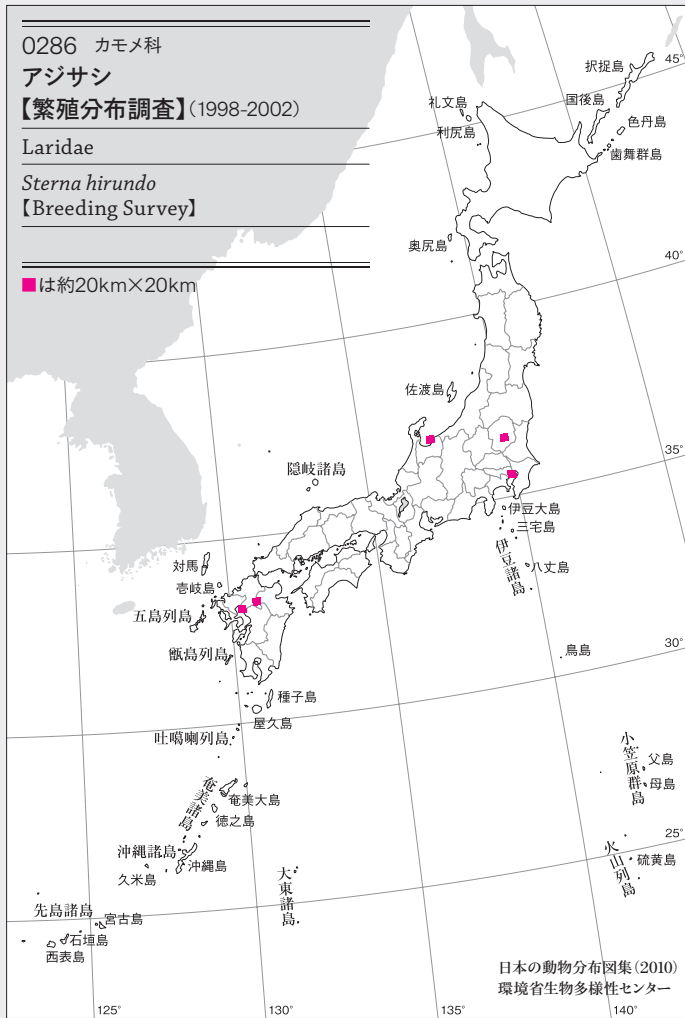 0286 カモメ科
アジサシ
【繁殖分布調査】(1998-2002)
Laridae
Sterna hirundo
【Breeding Survey】
■は約20km×20km
択捉島
45°
国後島
礼文島
色丹島
利尻島
歯舞群島
奥尻島
40°
佐渡島
35°
隠岐諸島
伊豆大島
三宅島
伊豆諸島
八丈島
対馬
壱岐島
五島列島
甑島列島
鳥島
30°
種子島
屋久島
吐噶喇列島
小笠原群島
父島
母島
奄美諸島
奄美大島
徳之島
25°
沖縄諸島
沖縄島
久米島
火山列島
硫黄島
大東諸島
先島諸島
宮古島
石垣島
西表島
日本の動物分布図集(2010)
環境省生物多様性センター
125°
130°
135°
140°